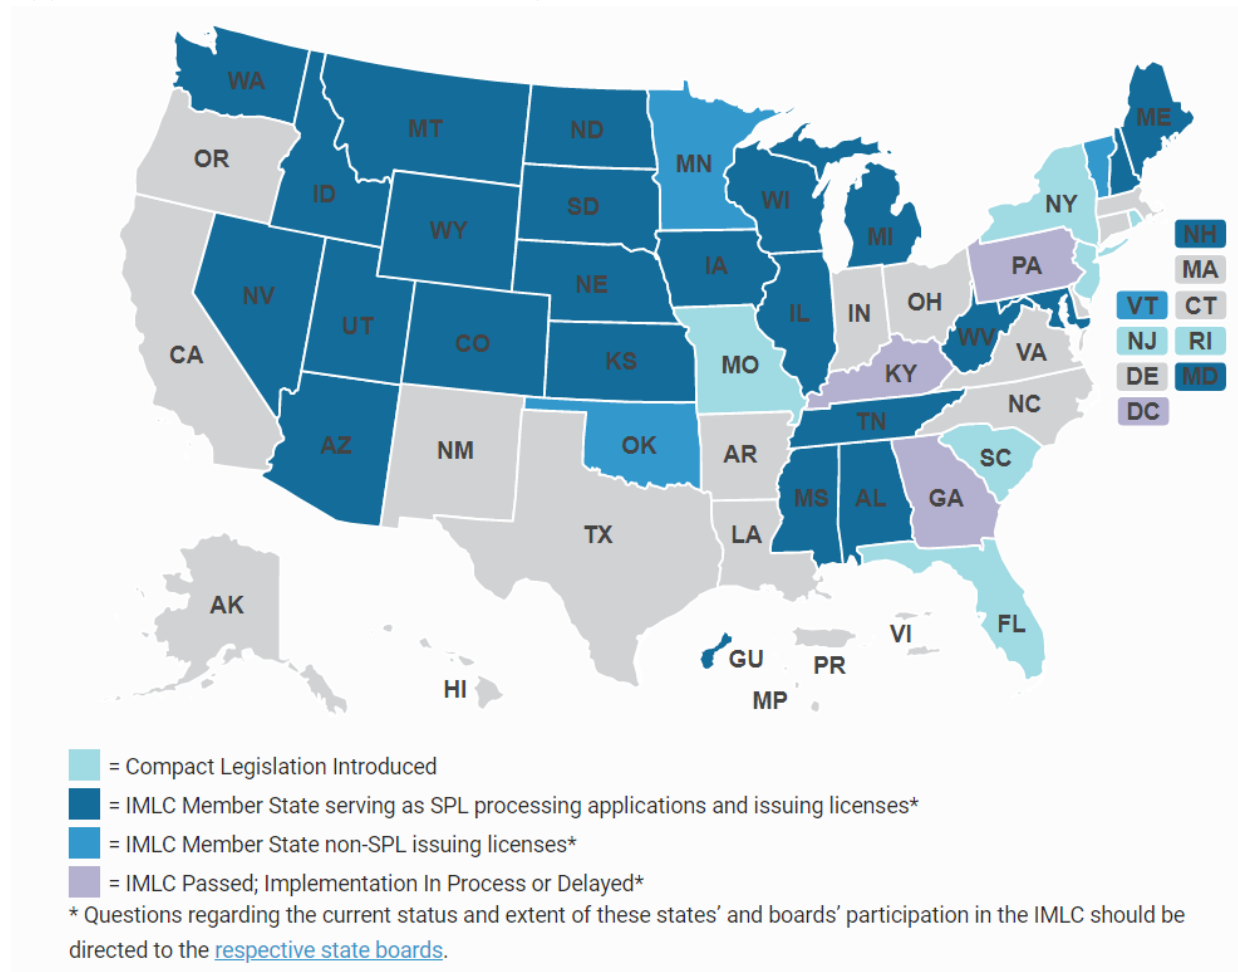 WA
MT
ND
MN
ME
OR
ID
SD
WI
NY
WY
MI
NH
IA
PA
MA
NE
NV
IL
IN
OH
VT
CT
UT
CO
WV
NJ
RI
CA
KS
MO
KY
VA
DE
MD
NC
DC
AZ
NM
OK
AR
TN
SC
MS
AL
GA
TX
LA
AK
FL
VI
GU
PR
HI
MP
= Compact Legislation Introduced
= IMLC Member State serving as SPL processing applications and issuing licenses*
= IMLC Member State non-SPL issuing licenses*
= IMLC Passed; Implementation In Process or Delayed*
* Questions regarding the current status and extent of these states’ and boards’ participation in the IMLC should be
directed to the respective state boards.